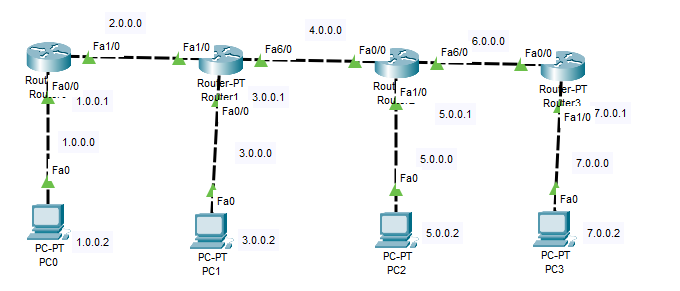 2.0.0.0
4.0.0.0
6.0.0.0
Fa1/0
Fa1/0
Fa6/0
Fa0/0
Fa6/0
Fa0/0
Router-PT
Router1
Router-PT
Router3
Fa0/0
1.0.0.1
3.0.0.1
Fa0/0
Fa1/0
5.0.0.1
7.0.0.1
Fa1/0
1.0.0.0
3.0.0.0
5.0.0.0
7.0.0.0
Fa0
Fa0
Fa0
Fa0
1.0.0.2
3.0.0.2
5.0.0.2
7.0.0.2
PC-PT
PC0
PC-PT
PC1
PC-PT
PC2
PC-PT
PC3